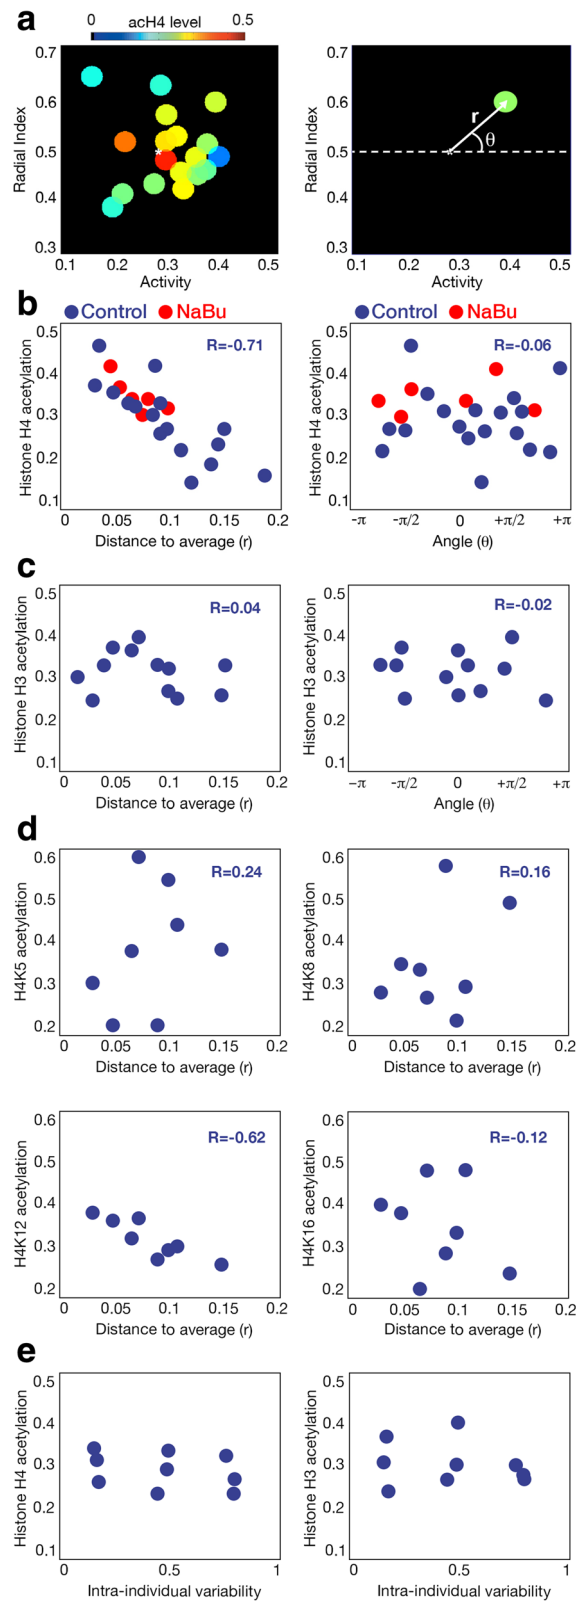 a
acH4 level
0 0.5
Radial Index
0.7
0.6
0.5
0.4
0.3
*
0.1 0.2 0.3 0.4 0.5
Activity
Radial Index
0.7
0.6
0.5
0.4
0.3
r
θ
*
0.1 0.2 0.3 0.4 0.5
Activity
b
Control NaBu
Histone H4 acetylation
0.5
0.4
0.3
0.2
0.1
R=-0.71
0 0.05 0.1 0.15 0.2
Distance to average (r)
Control NaBu
Histone H4 acetylation
0.5
0.4
0.3
0.2
0.1
R=-0.06
-π -π/2 0 +π/2 +π
Angle (θ)
c
Histone H3 acetylation
0.5
0.4
0.3
0.2
0.1
R=0.04
0 0.05 0.1 0.15 0.2
Distance to average (r)
Histone H3 acetylation
0.5
0.4
0.3
0.2
0.1
R=-0.02
−π -π/2 0 +π/2 +π
Angle (θ)
d
H4K5 acetylation
0.6
0.5
0.4
0.3
0.2
R=0.24
0 0.05 0.1 0.15 0.2
Distance to average (r)
H4K8 acetylation
0.6
0.5
0.4
0.3
0.2
R=0.16
0 0.05 0.1 0.15 0.2
Distance to average (r)
H4K12 acetylation
0.6
0.5
0.4
0.3
0.2
R=-0.62
0 0.05 0.1 0.15 0.2
Distance to average (r)
H4K16 acetylation
0.6
0.5
0.4
0.3
0.2
R=-0.12
0 0.05 0.1 0.15 0.2
Distance to average (r)
e
Histone H4 acetylation
0.5
0.4
0.3
0.2
0.1
0 0.5 1
Intra-individual variability
Histone H3 acetylation
0.5
0.4
0.3
0.2
0.1
0 0.5 1
Intra-individual variability